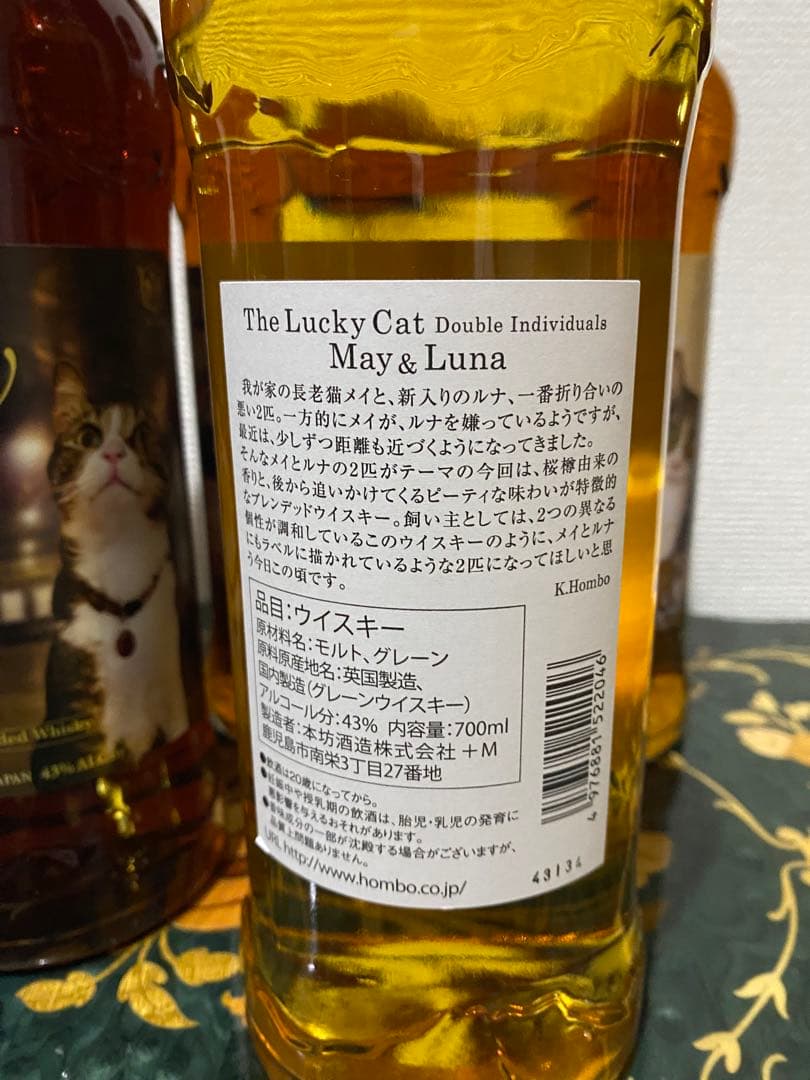 The Lucky Cat Double Individuals
May & Luna
我が家の長老猫メイと、新入りのルナ、一番折り合いの
悪い2匹。一方的にメイが、ルナを嫌っているようですが、
最近は、少しずつ距離も近づくようになってきました。
そんなメイとルナの2匹がテーマの今回は、桜樽由来の
香りと、後から追いかけてくるピーティな味わいが特徴的
なブレンデッドウイスキー。飼い主としては、2つの異なる
個性が調和しているこのウイスキーのように、メイとルナ
にもラベルに描かれているような2匹になってほしいと思
う今日この頃です。
K.Hombo
品目:ウイスキー
原材料名:モルト、グレーン
原料原産地名:英国製造、
国内製造(グレーンウイスキー)
アルコール分:43% 内容量:700ml
製造者:本坊酒造株式会社 +M
鹿児島市南栄3丁目27番地
●飲酒は20歳になってから。
●妊娠中や授乳期の飲酒は、胎児・乳児の発育に
悪影響を与えるおそれがあります。
●香味成分の一部が沈殿する場合がございますが、
品質上問題ありません。
URL http://www.hombo.co.jp/
4 976881 522046
43134
ded Whisky
APAN 43% AL